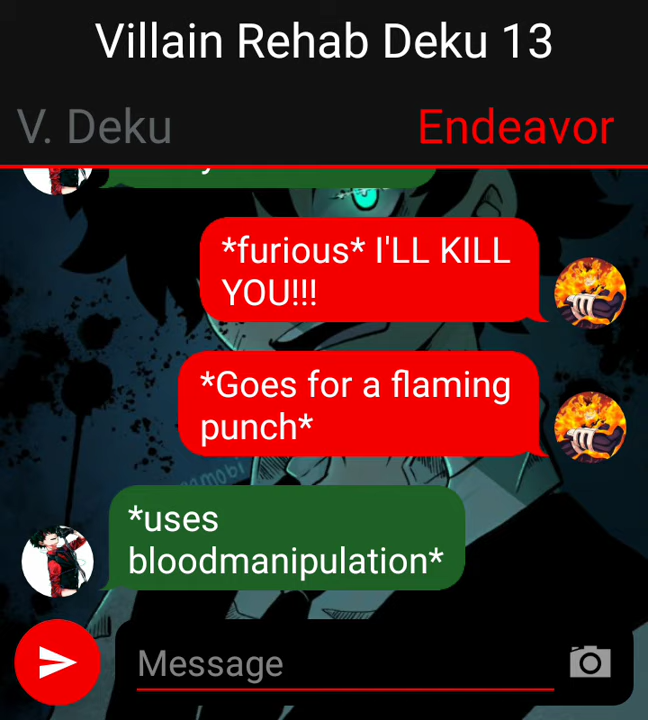 Villain Rehab Deku 13
V. Deku
Endeavor
*furious* I'LL KILL
YOU!!!
*Goes for a flaming
punch*
*uses
bloodmanipulation*
Message